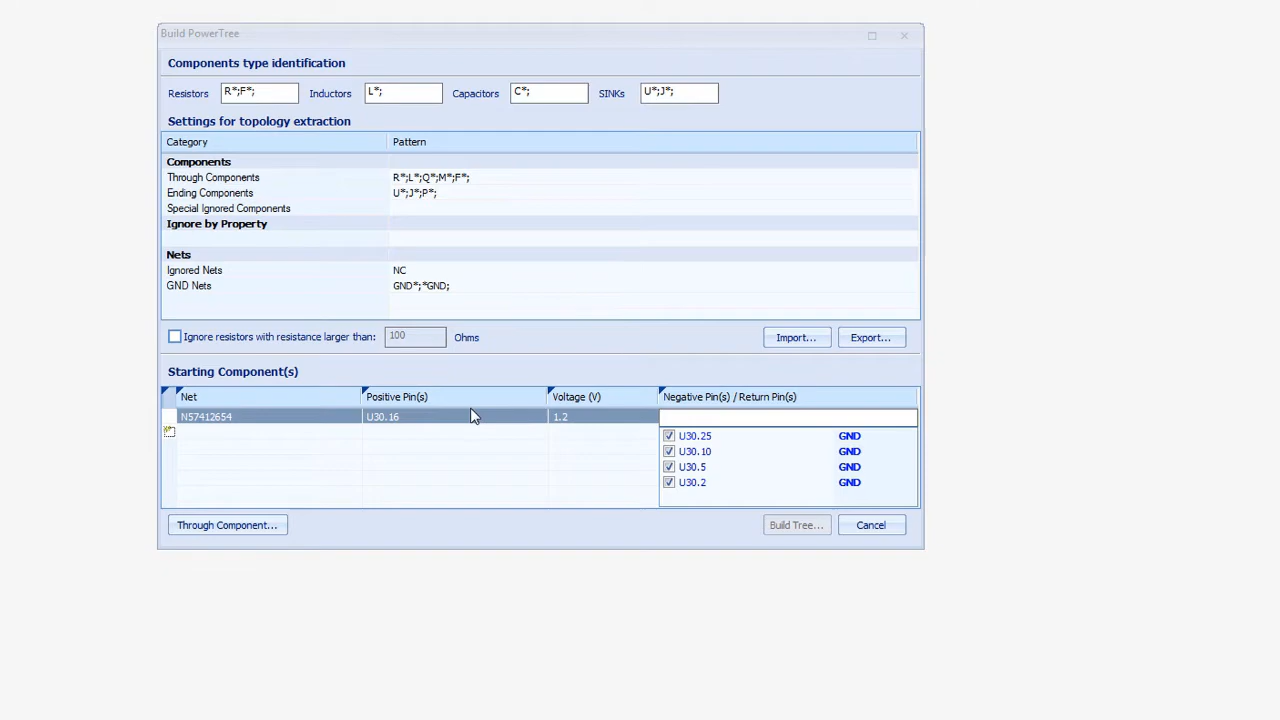 Build PowerTree
Components type identification
Resistors R*;F*; Inductors L*; Capacitors C*; SINKs U*;J*;
Settings for topology extraction
Category Pattern
Components
Through Components R*;L*;Q*;M*;F*;
Ending Components U*;J*;P*;
Special Ignored Components
Ignore by Property
Nets
Ignored Nets NC
GND Nets GND*;*GND;
Ignore resistors with resistance larger than: 100 Ohms Import... Export...
Starting Component(s)
Net Positive Pin(s) Voltage (V) Negative Pin(s) / Return Pin(s)
N57412654 U30.16 1.2
U30.25 GND
U30.10 GND
U30.5 GND
U30.2 GND
Through Component... Build Tree... Cancel